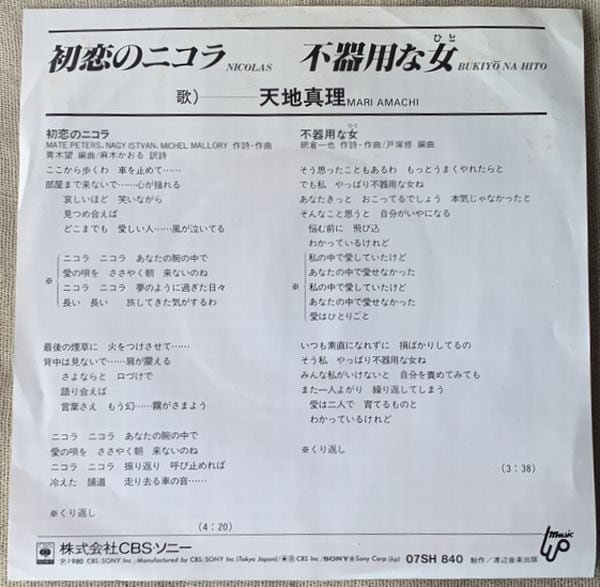 初恋のニコラ NICOLAS
不器用な女 BUKIYŌ NA HITO
ひと
歌)——天地真理 MARI AMACHI
初恋のニコラ
MATE PETERS, NAGY ISTVAN, MICHEL MALLORY 作詩・作曲
青木望 編曲/麻木かおる 訳詩
ここから歩くわ 車を止めて……
部屋まで来ないで……心が揺れる
哀しいほど 笑いながら
見つめ合えば
どこまでも 愛しい人……風が泣いてる
ニコラ ニコラ あなたの腕の中で
愛の唄を ささやく朝 来ないのね
※
ニコラ ニコラ 夢のように過ぎた日々
長い 長い 旅してきた気がするわ
最後の煙草に 火をつけさせて……
背中は見ないで……肩が震える
さよならと 口づけで
語り合えば
言葉さえ もう幻……霧がさまよう
ニコラ ニコラ あなたの腕の中で
愛の唄を ささやく朝 来ないのね
ニコラ ニコラ 振り返り 呼び止めれば
冷えた 舗道 走り去る車の音……
※くり返し
(4:20)
不器用な女
ひと
網倉一也 作詩・作曲/戸塚修 編曲
そう思ったこともあるわ もっとうまくやれたらと
でも私 やっぱり不器用な女ね
あなたきっと おこってるでしょう 本気じゃなかったと
そんなこと思うと 自分がいやになる
悩む前に 飛び込
わかっているけれど
私の中で愛していたけど
あなたの中で愛せなかった
※
私の中で愛していたけど
あなたの中で愛せなかった
愛はひとりごと
いつも素直になれずに 損ばかりしてるの
そう私 やっぱり不器用な女ね
みんな私がいけないと 自分を責めてみても
また一人よがり 繰り返してしまう
愛は二人で 育てるものと
わかっているけれど
※くり返し
(3:38)
株式会社CBS・ソニー
Ⓟ1980 CBS/SONY Inc./Manufactured by CBS/SONY Inc (Tokyo Japan)/CBS Inc/SONY Sony Corp (kp) 07SH 840 制作/渡辺音楽出版
Music UP